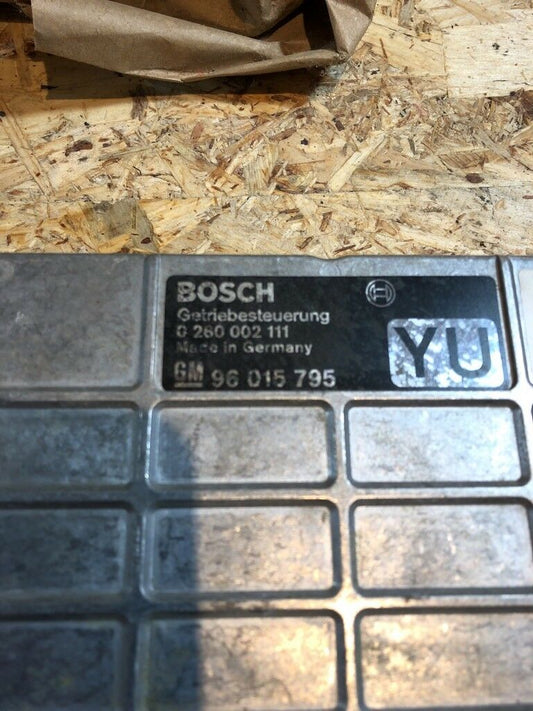 BOSCH
Getriebesteuerung
0 260 002 111
Made in Germany
GM 96 015 795
YU